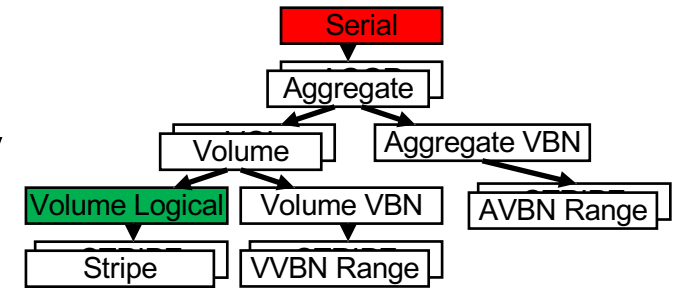 Serial
Aggregate
Volume
Aggregate VBN
Volume Logical
Volume VBN
AVBN Range
Stripe
VVBN Range